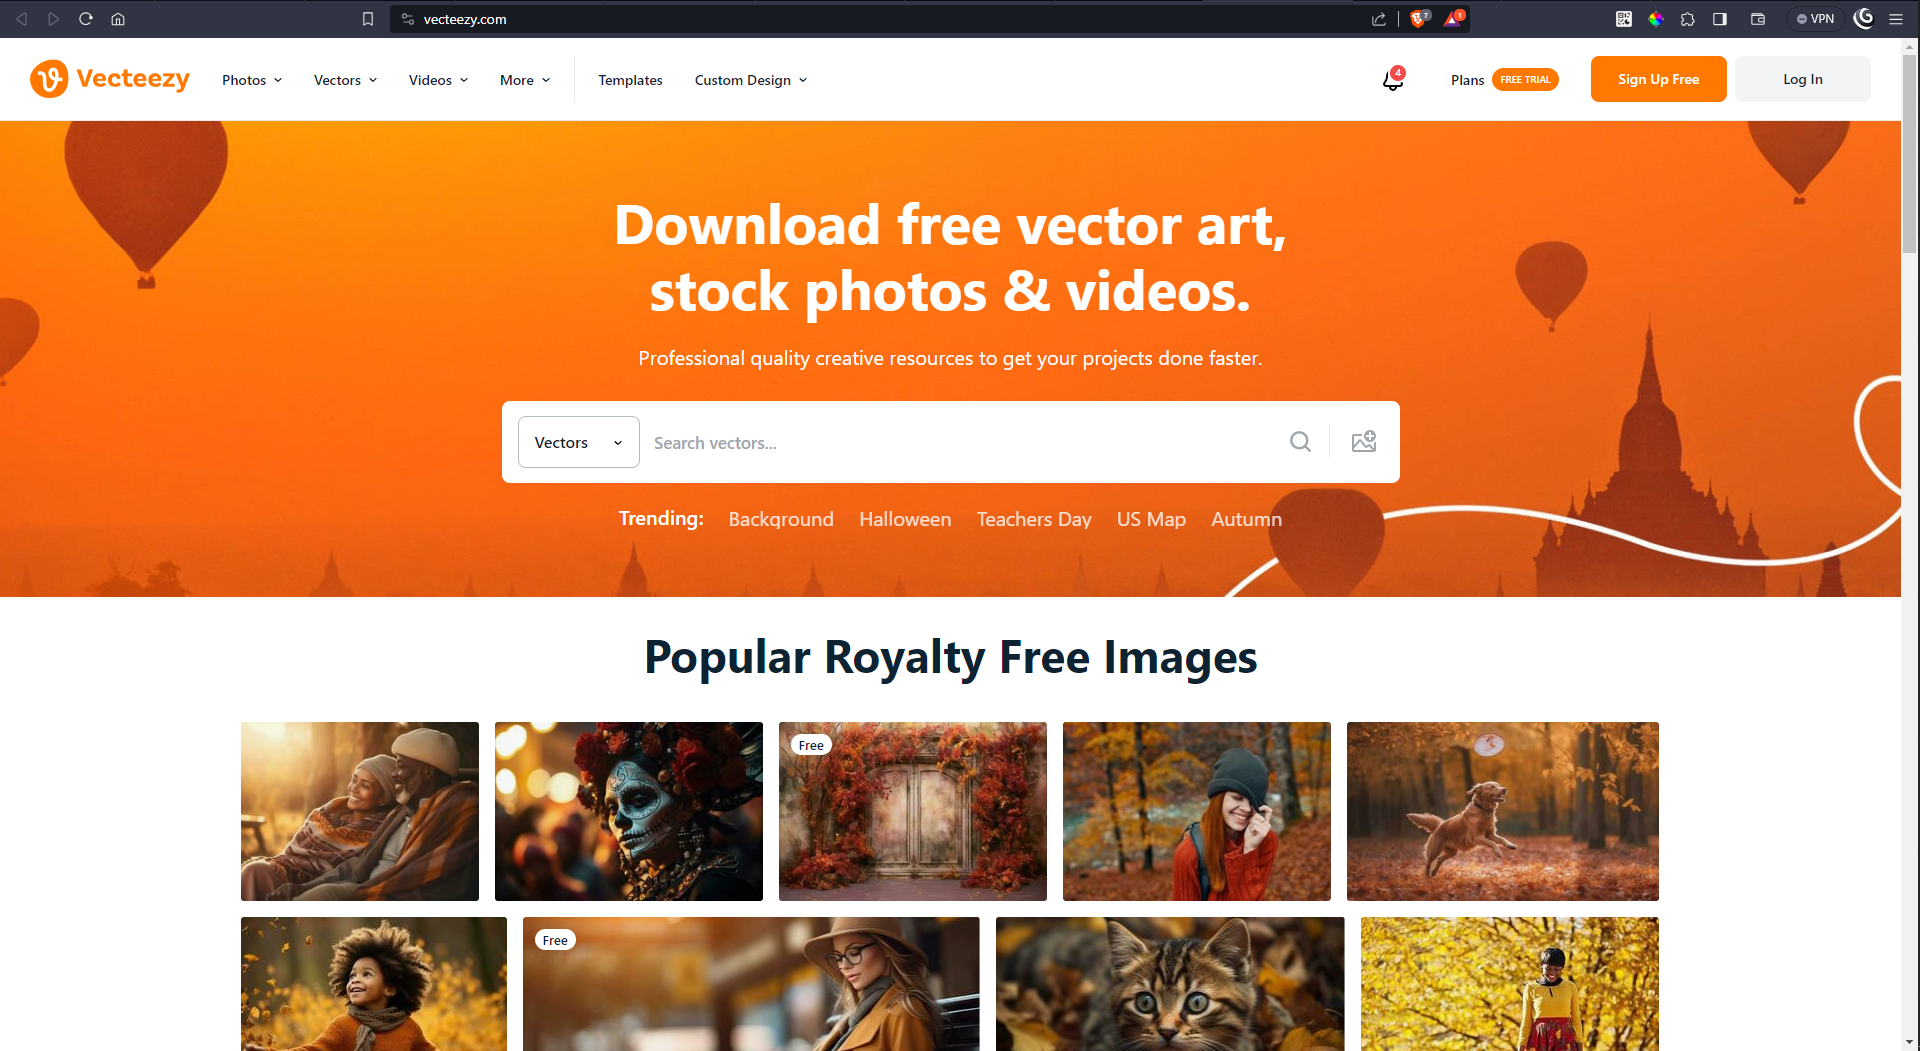 vecteezy.com
7
1
VPN
Vecteezy
Photos
Vectors
Videos
More
Templates
Custom Design
4
Plans
FREE TRIAL
Sign Up Free
Log In
Download free vector art,
stock photos & videos.
Professional quality creative resources to get your projects done faster.
Vectors
Search vectors...
Trending: Background Halloween Teachers Day US Map Autumn
Popular Royalty Free Images
Free
Free